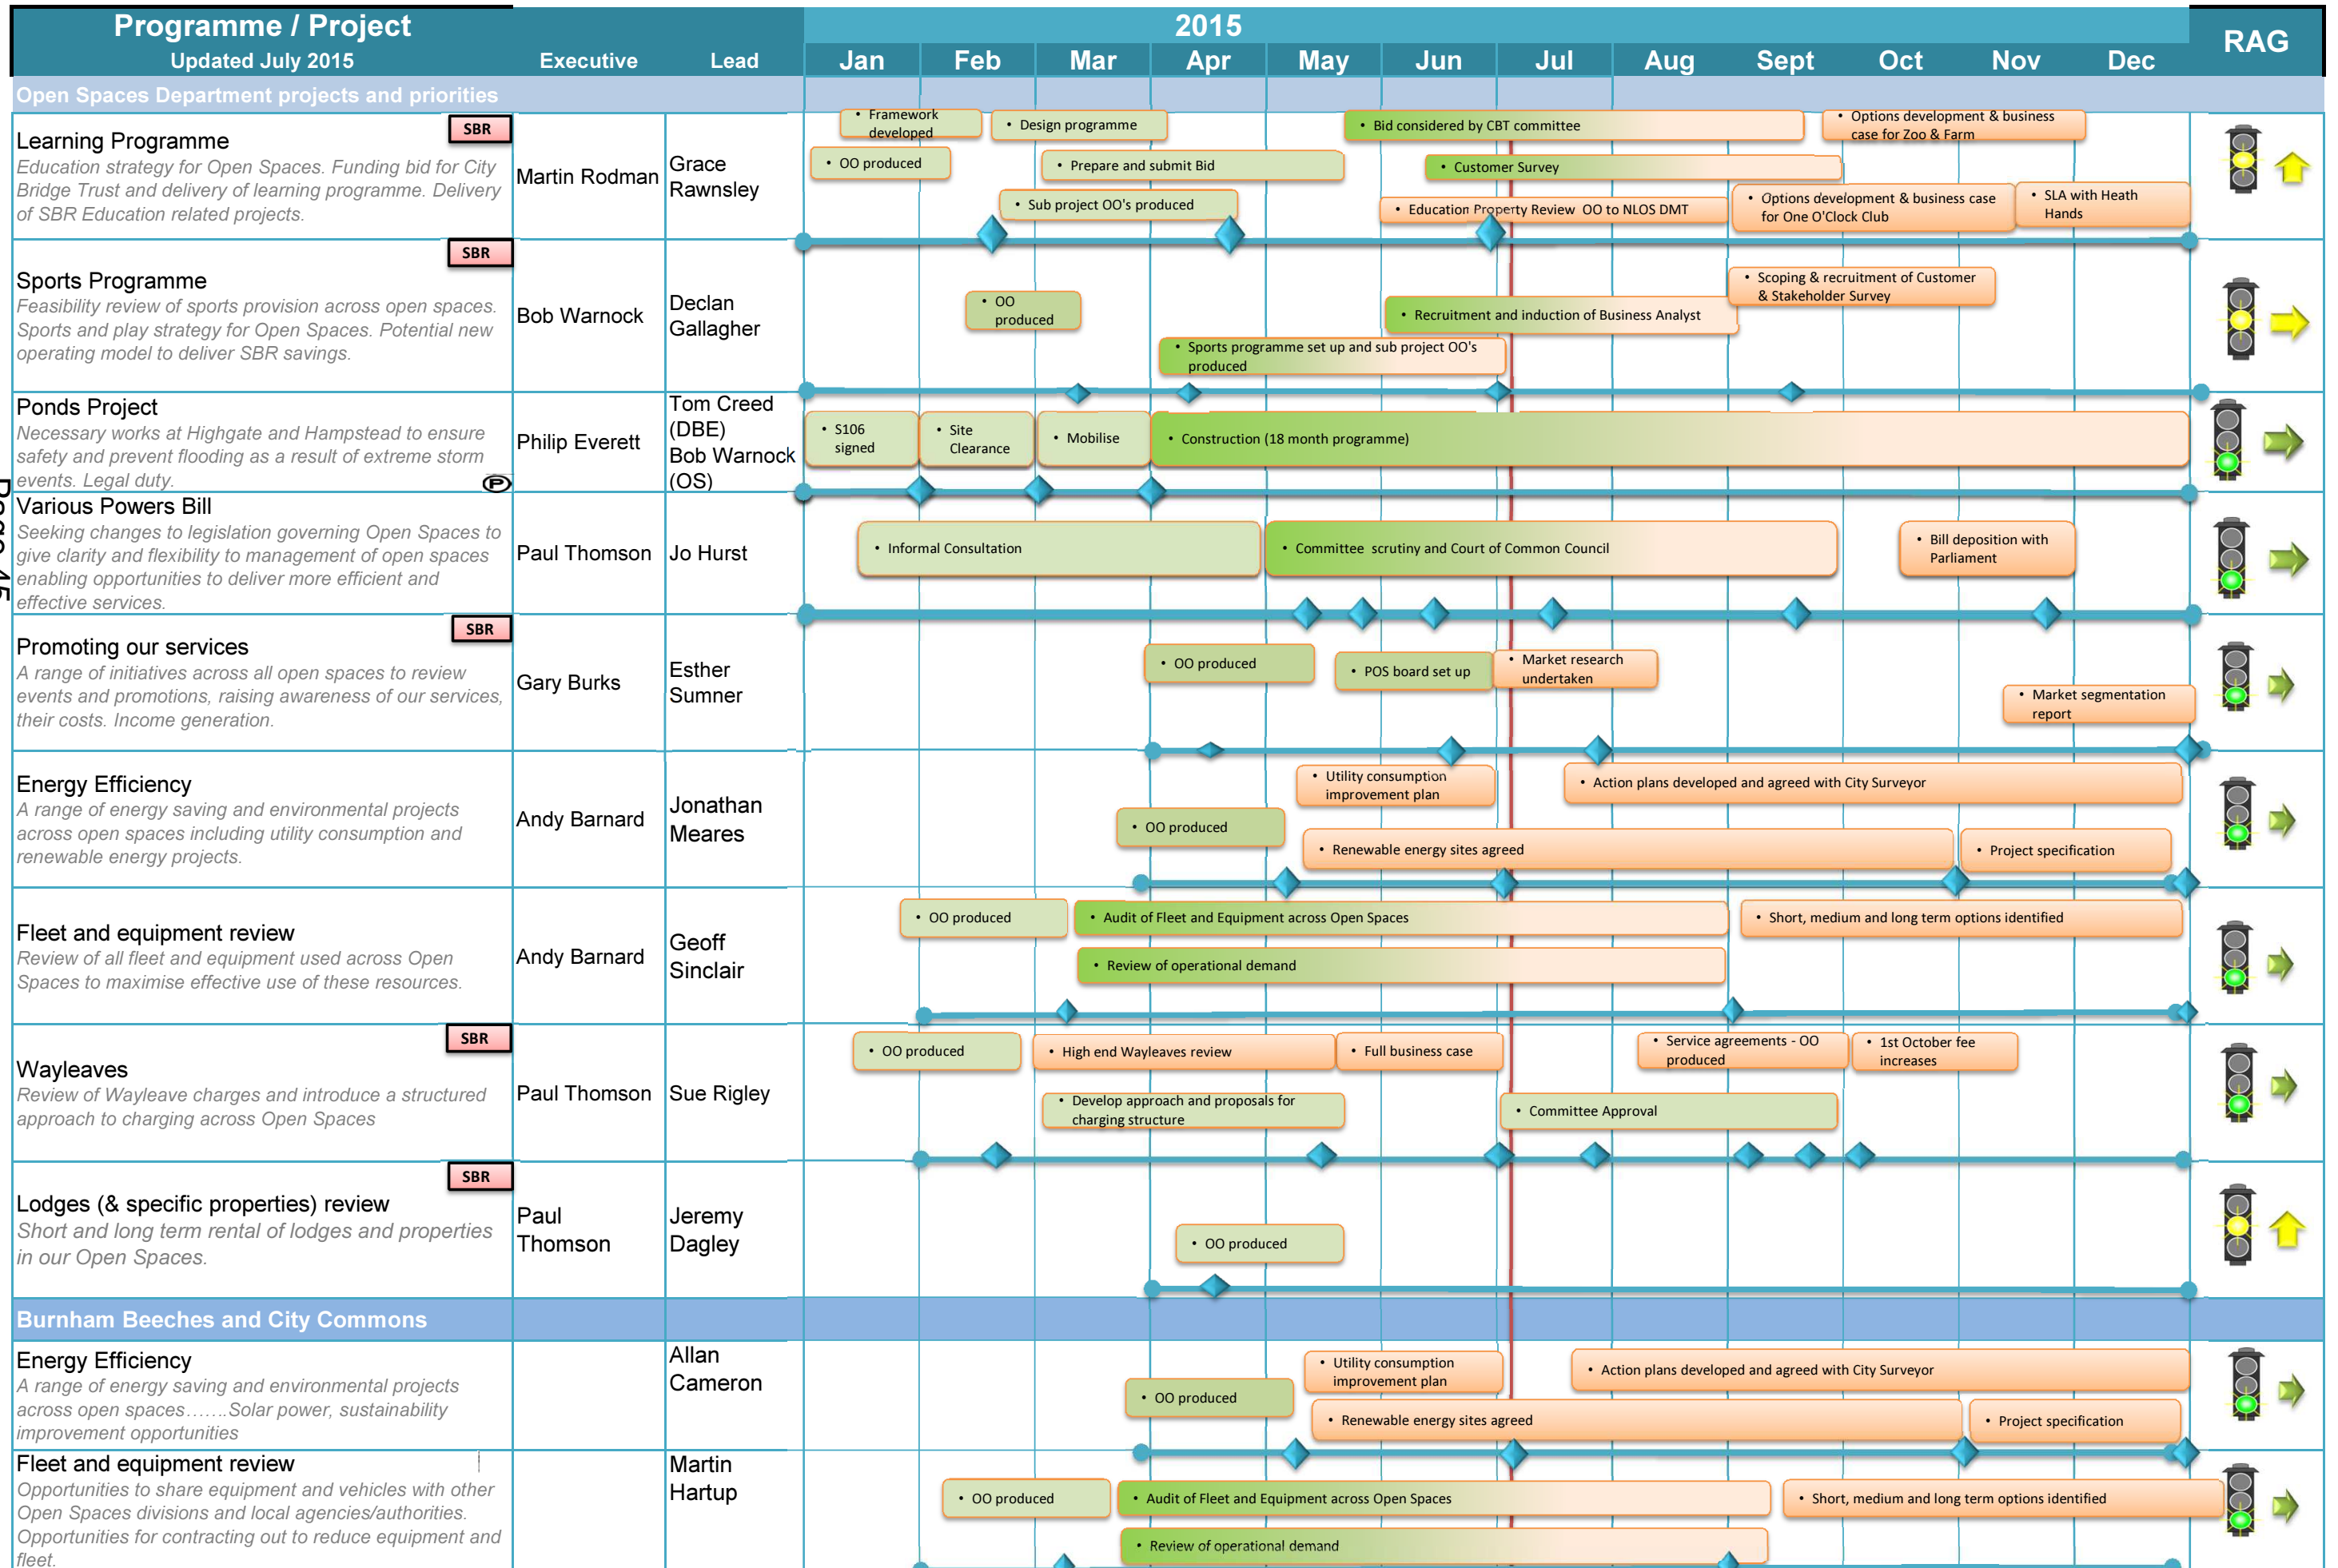 Programme / Project
Updated July 2015
Executive
Lead
2015
Jan
Feb
Mar
Apr
May
Jun
Jul
Aug
Sept
Oct
Nov
Dec
RAG
Open Spaces Department projects and priorities
Learning Programme
SBR
Education strategy for Open Spaces. Funding bid for City
Bridge Trust and delivery of learning programme. Delivery
of SBR Education related projects.
Martin Rodman
Grace
Rawnsley
• Framework
developed
• Design programme
• Bid considered by CBT committee
• Options development & business
case for Zoo & Farm
• OO produced
• Prepare and submit Bid
• Customer Survey
• Sub project OO's produced
• Education Property Review OO to NLOS DMT
• Options development & business case
for One O'Clock Club
• SLA with Heath
Hands
SBR
Sports Programme
Feasibility review of sports provision across open spaces.
Sports and play strategy for Open Spaces. Potential new
operating model to deliver SBR savings.
Bob Warnock
Declan
Gallagher
• OO
produced
• Scoping & recruitment of Customer
& Stakeholder Survey
• Recruitment and induction of Business Analyst
• Sports programme set up and sub project OO's
produced
Ponds Project
Necessary works at Highgate and Hampstead to ensure
safety and prevent flooding as a result of extreme storm
events. Legal duty.
P
Philip Everett
Tom Creed
(DBE)
Bob Warnock
(OS)
• S106
signed
• Site
Clearance
• Mobilise
• Construction (18 month programme)
Various Powers Bill
Seeking changes to legislation governing Open Spaces to
give clarity and flexibility to management of open spaces
enabling opportunities to deliver more efficient and
effective services.
Paul Thomson
Jo Hurst
• Informal Consultation
• Committee scrutiny and Court of Common Council
• Bill deposition with
Parliament
SBR
Promoting our services
A range of initiatives across all open spaces to review
events and promotions, raising awareness of our services,
their costs. Income generation.
Gary Burks
Esther
Sumner
• OO produced
• POS board set up
• Market research
undertaken
• Market segmentation
report
Energy Efficiency
A range of energy saving and environmental projects
across open spaces including utility consumption and
renewable energy projects.
Andy Barnard
Jonathan
Meares
• Utility consumption
improvement plan
• Action plans developed and agreed with City Surveyor
• OO produced
• Renewable energy sites agreed
• Project specification
Fleet and equipment review
Review of all fleet and equipment used across Open
Spaces to maximise effective use of these resources.
Andy Barnard
Geoff
Sinclair
• OO produced
• Audit of Fleet and Equipment across Open Spaces
• Short, medium and long term options identified
• Review of operational demand
SBR
Wayleaves
Review of Wayleave charges and introduce a structured
approach to charging across Open Spaces
Paul Thomson
Sue Rigley
• OO produced
• High end Wayleaves review
• Full business case
• Service agreements - OO
produced
• 1st October fee
increases
• Develop approach and proposals for
charging structure
• Committee Approval
SBR
Lodges (& specific properties) review
Short and long term rental of lodges and properties
in our Open Spaces.
Paul
Thomson
Jeremy
Dagley
• OO produced
Burnham Beeches and City Commons
Energy Efficiency
A range of energy saving and environmental projects
across open spaces…….Solar power, sustainability
improvement opportunities
Allan
Cameron
• Utility consumption
improvement plan
• Action plans developed and agreed with City Surveyor
• OO produced
• Renewable energy sites agreed
• Project specification
Fleet and equipment review
Opportunities to share equipment and vehicles with other
Open Spaces divisions and local agencies/authorities.
Opportunities for contracting out to reduce equipment and
fleet.
Martin
Hartup
• OO produced
• Audit of Fleet and Equipment across Open Spaces
• Short, medium and long term options identified
• Review of operational demand